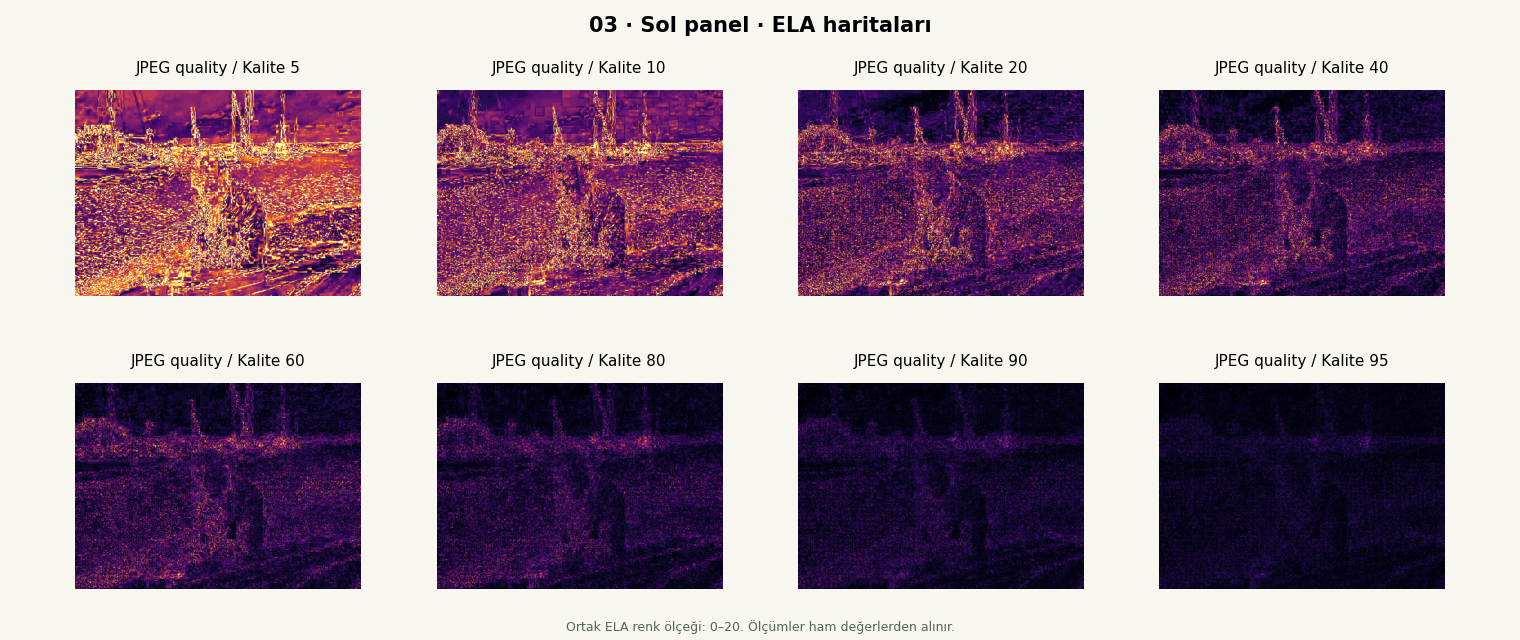 03 · Sol panel · ELA haritaları
JPEG quality / Kalite 5
JPEG quality / Kalite 10
JPEG quality / Kalite 20
JPEG quality / Kalite 40
JPEG quality / Kalite 60
JPEG quality / Kalite 80
JPEG quality / Kalite 90
JPEG quality / Kalite 95
Ortak ELA renk ölçeği: 0–20. Ölçümler ham değerlerden alınır.